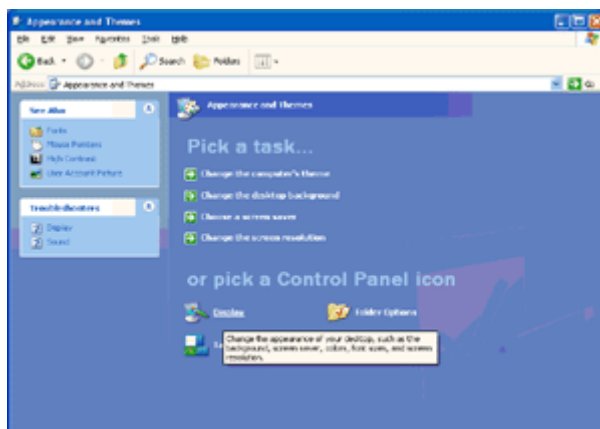 Appearance and Themes
File Edit View Favorites Tools Help
Back Search Folders
Address Appearance and Themes
See Also
Fonts
Mouse Pointers
High Contrast
User Account Picture
Troubleshooters
Display
Sound
Appearance and Themes
Pick a task...
Change the computer's theme
Change the desktop background
Choose a screen saver
Change the screen resolution
or pick a Control Panel icon
Display
Folder Options
Change the appearance of your desktop, such as the
background, screen saver, colors, font sizes, and screen
resolution.